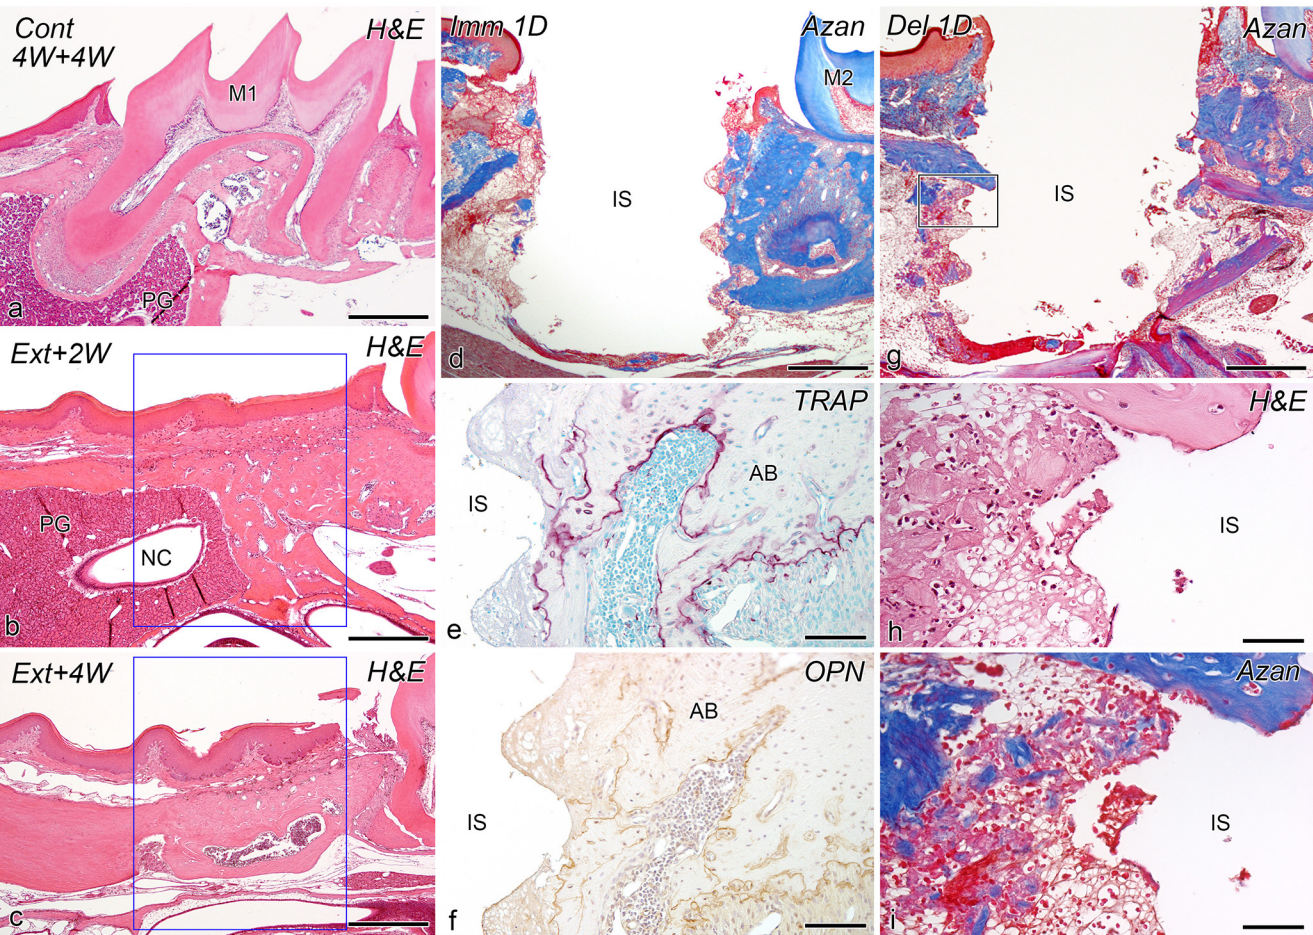 Cont
4W+4W
H&E
M1
PG
a
Ext+2W
H&E
PG
NC
b
Ext+4W
H&E
c
Imm 1D
Azan
M2
IS
d
TRAP
AB
IS
e
OPN
AB
IS
f
Del 1D
Azan
IS
g
H&E
IS
h
Azan
IS
i